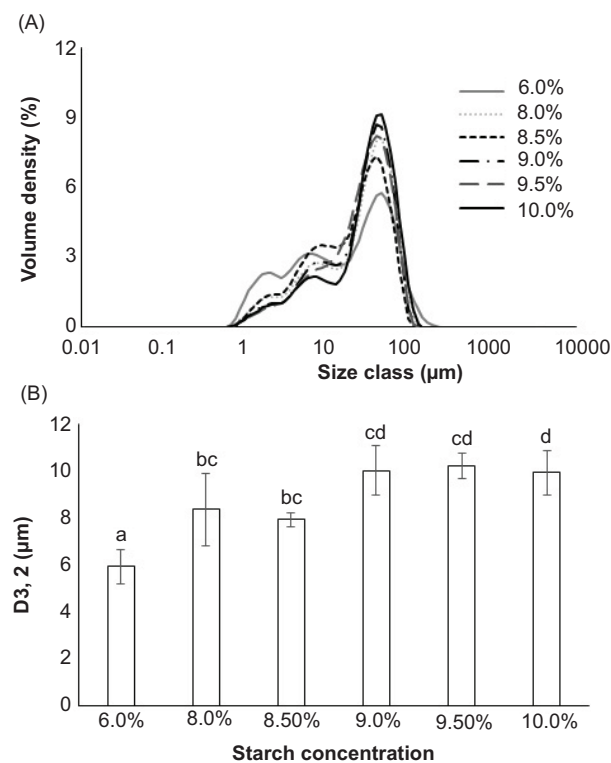 (A)
12
9
6
3
0
Volume density (%)
6.0%
8.0%
8.5%
9.0%
9.5%
10.0%
0.01 0.1 1 10 100 1000 10000
Size class (µm)
(B)
12
10
8
6
4
2
0
D3, 2 (µm)
a
bc
bc
cd
cd
d
6.0% 8.0% 8.50% 9.0% 9.50% 10.0%
Starch concentration